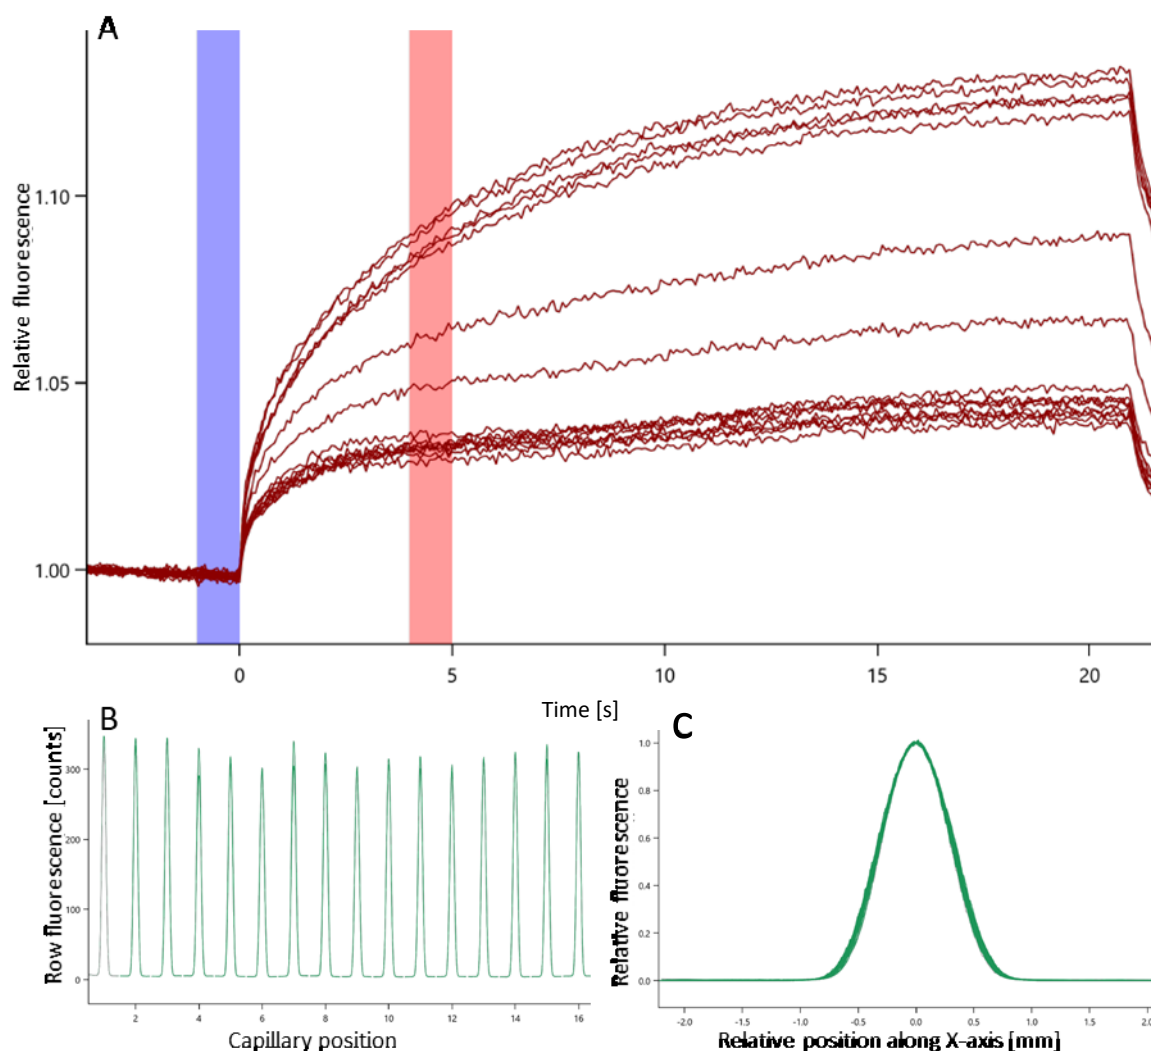 A
Relative fluorescence
1.10
1.05
1.00
0 5 10 15 20
Time [s]
B
Row fluorescence [counts]
300
200
100
0
2 4 6 8 10 12 14 16
Capillary position
C
Relative fluorescence
1.0
0.8
0.6
0.4
0.2
0.0
-2.0 -1.5 -1.0 -0.5 0.0 0.5 1.0 1.5 2.0
Relative position along X-axis [mm]